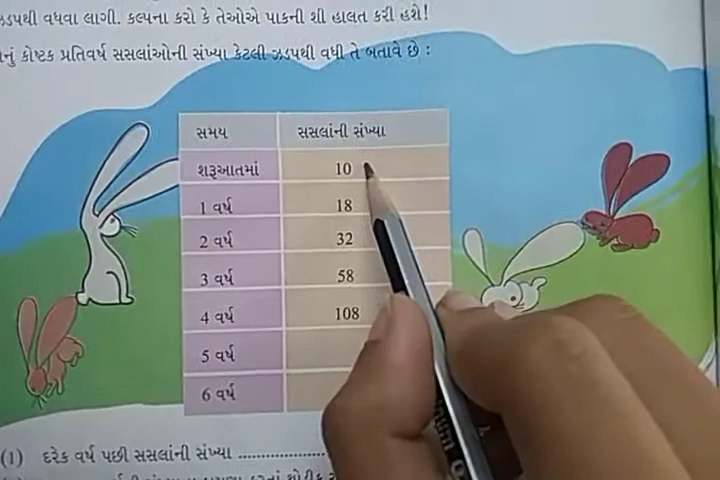 ઝડપથી વધવા લાગી. કલ્પના કરો કે તેઓએ પાકની શી હાલત કરી હશે!
કોષ્ટક પ્રતિવર્ષ સસલાંઓની સંખ્યા કેટલી ઝડપથી વધી તે બતાવે છે :
સમય સસલાંની સંખ્યા
શરૂઆતમાં 10
1 વર્ષ 18
2 વર્ષ 32
3 વર્ષ 58
4 વર્ષ 108
5 વર્ષ
6 વર્ષ
(1) દરેક વર્ષ પછી સસલાંની સંખ્યા ..................